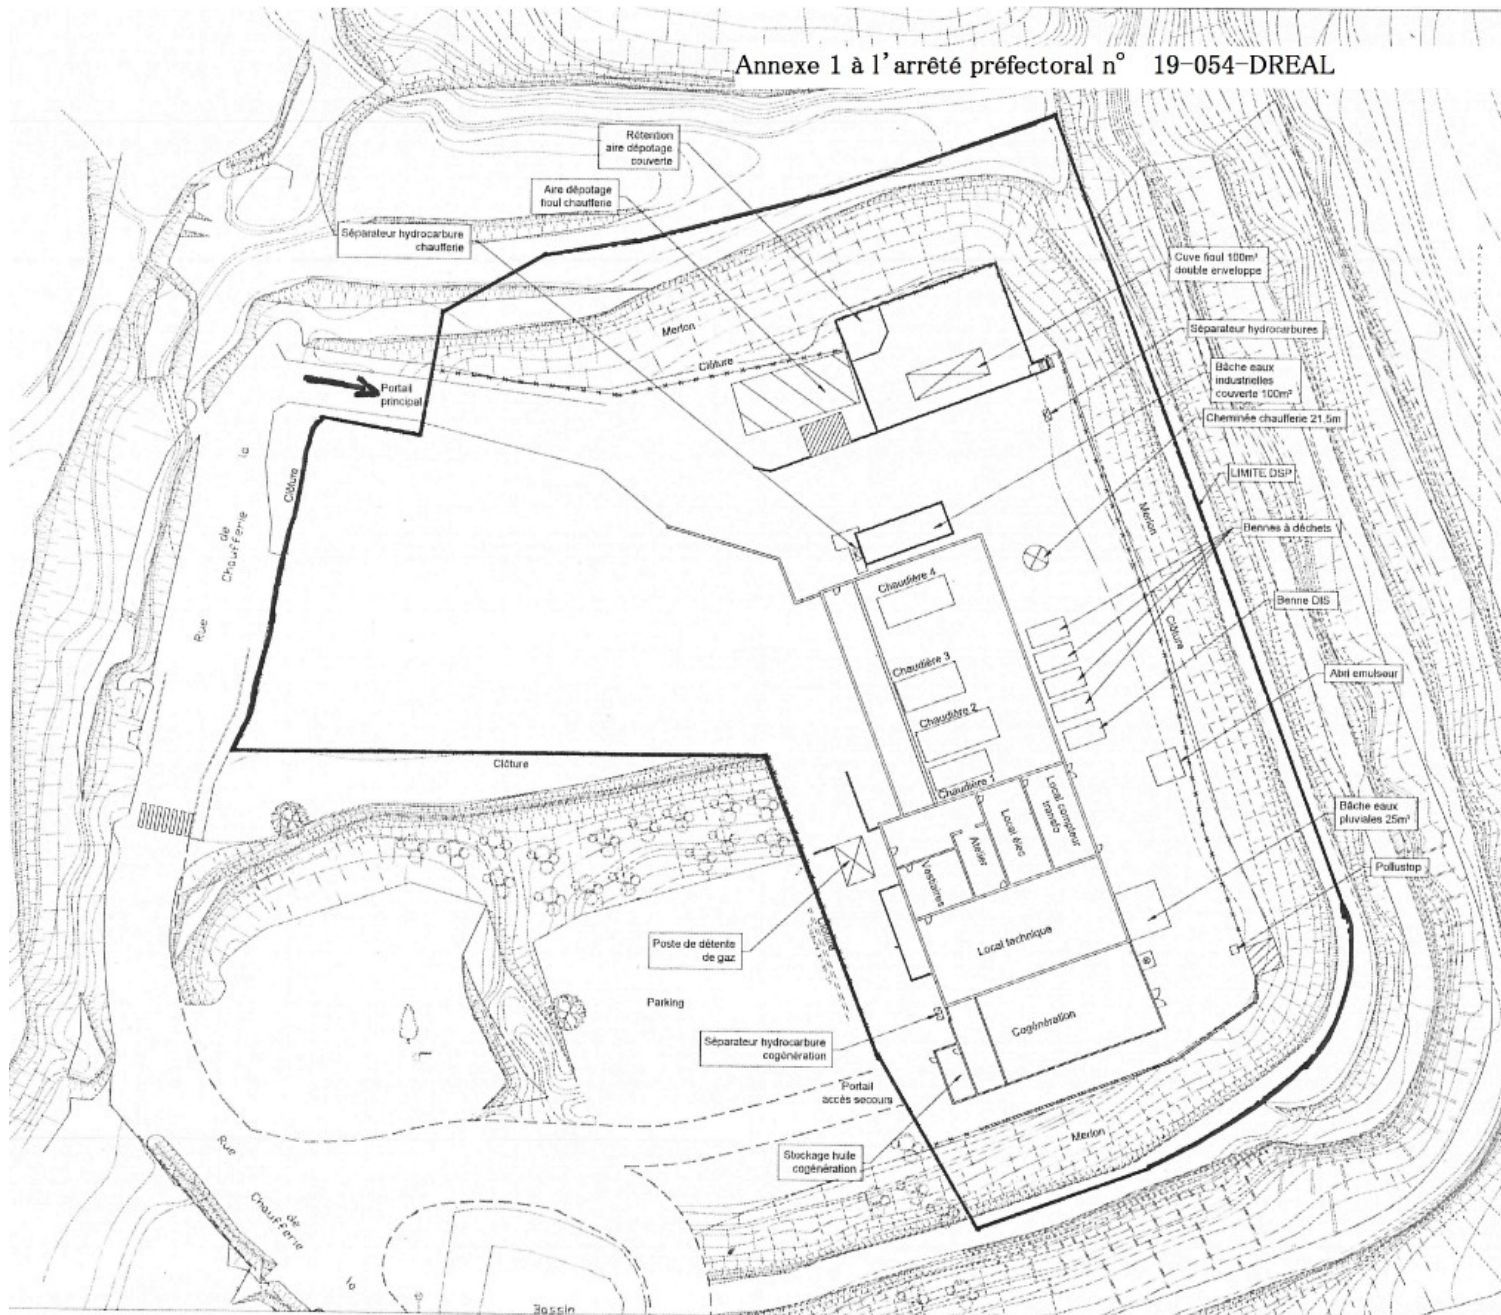 Annexe 1 à l'arrêté préfectoral n° 19-054-DREAL
Rétention
aire dépotage
couverte
Aire dépotage
fioul chaufferie
Séparateur hydrocarbure
chaufferie
Cuve fioul 100m³
double enveloppe
Séparateur hydrocarbures
Bâche eaux
industrielles
couverte 100m³
Cheminée chaufferie 21,5m
LIMITE DSP
Bennes à déchets
Benne DIS
Abri emulseur
Bâche eaux
pluviales 25m³
Pollustop
Merlon
Clôture
Portail
principal
Clôture
Rue de la
Chaufferie
Merlon
Clôture
Chaudière 4
Chaudière 3
Chaudière 2
Chaudière 1
Clôture
Local compteur
transfo
Local élec
Atelier
Vestiaires
Local technique
Cogénération
Clôture
Poste de détente
de gaz
Parking
Séparateur hydrocarbure
cogénération
Portail
accès secours
Merlon
Stockage huile
cogénération
Rue
de
Chaufferie
la
Bassin